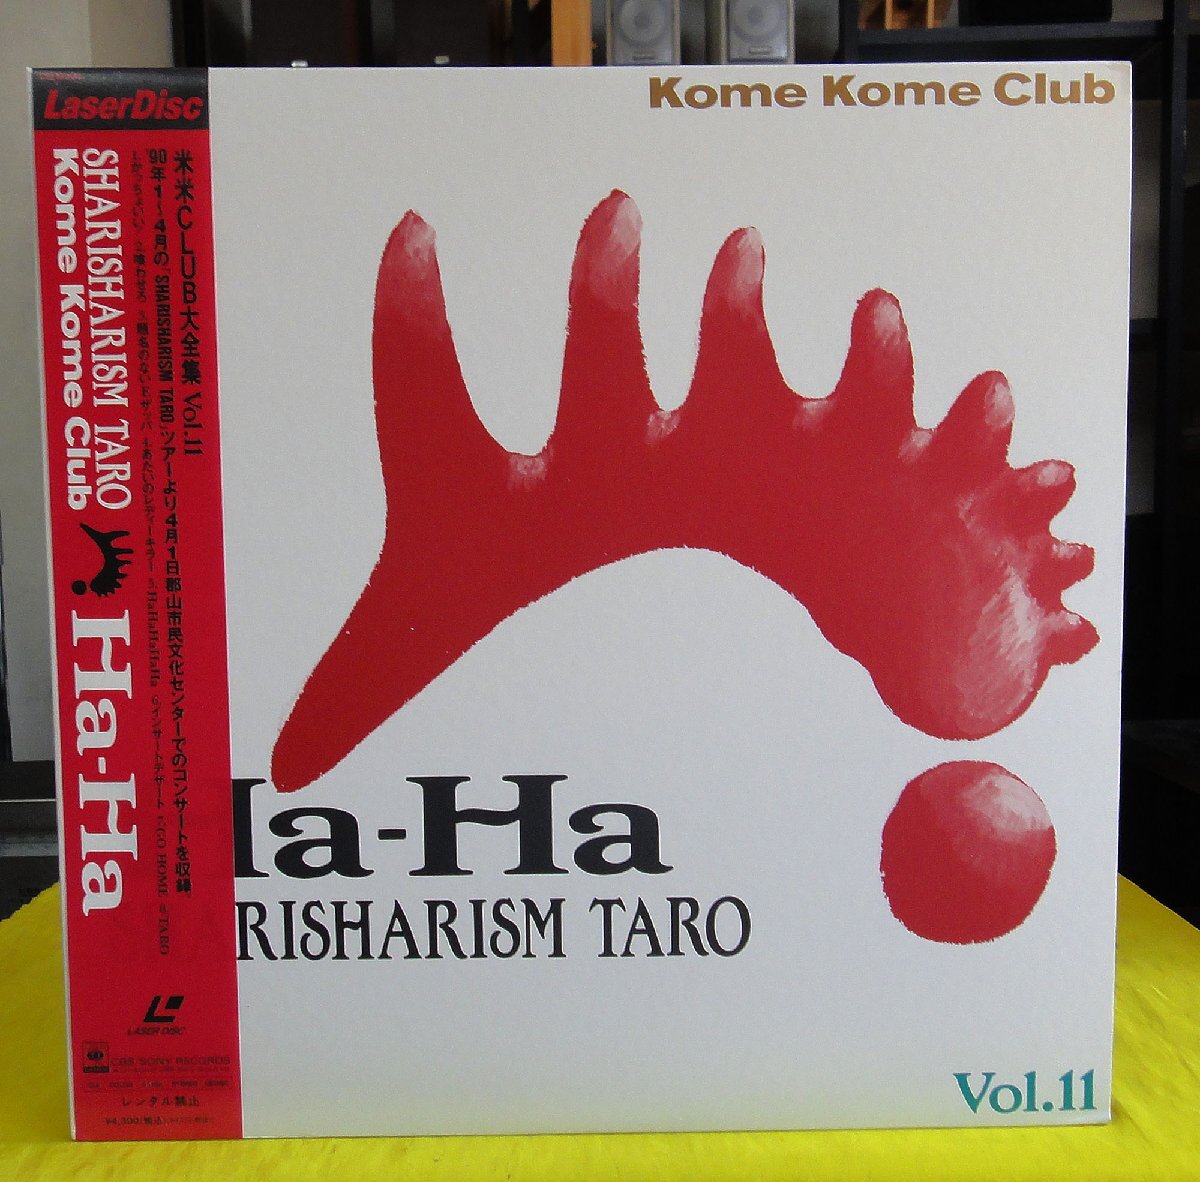 LaserDisc
米米CLUB大全集 Vol.11
'90年1〜4月の「SHARISHARISM TARO」ツアーより4月1日郡山市民文化センターでのコンサートを収録
SHARISHARISM TARO
Kome Kome Club
Ha-Ha
LASER DISC
CBS/SONY RECORDS
レンタル禁止
¥4,300(税込)
Kome Kome Club
Ha-Ha
RISHARISM TARO
Vol.11